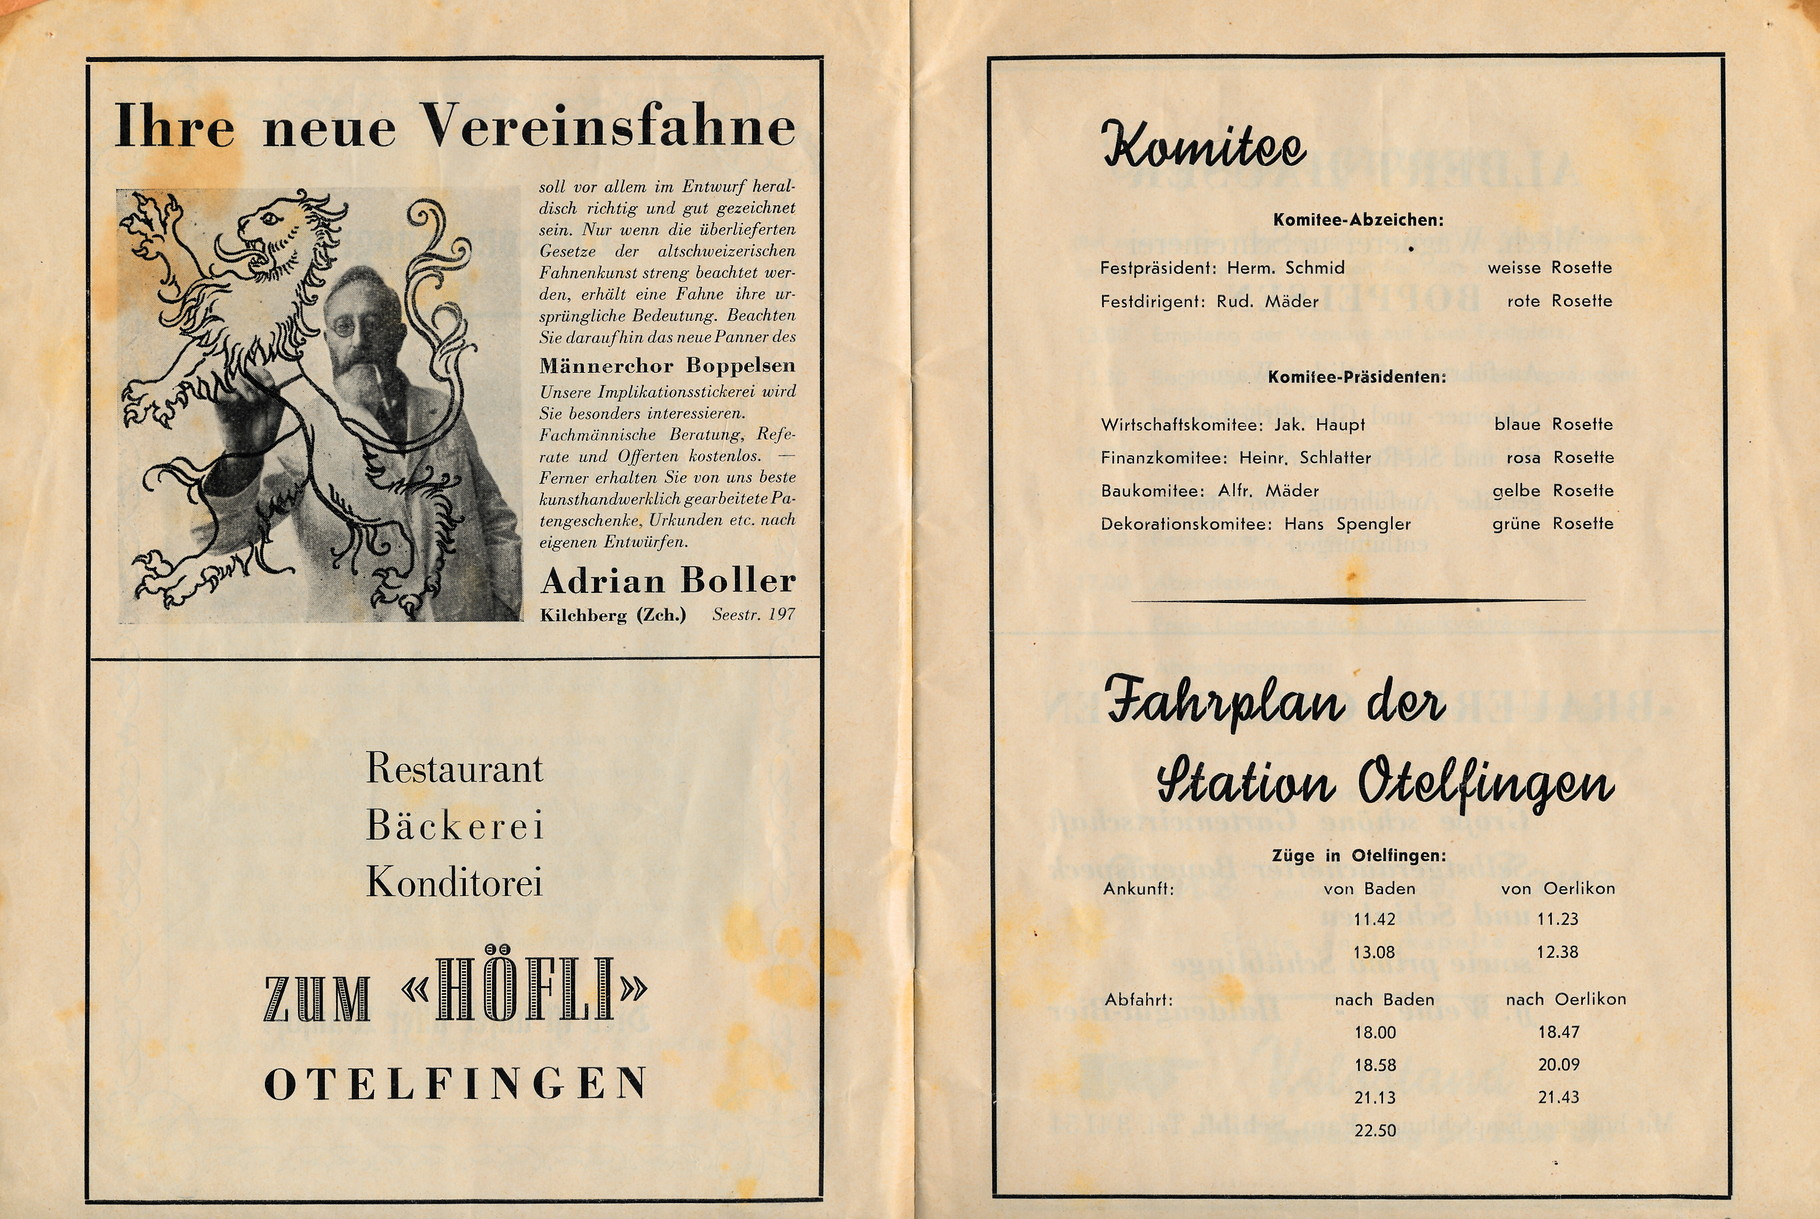 Ihre neue Vereinsfahne
soll vor allem im Entwurf heral-
disch richtig und gut gezeichnet
sein. Nur wenn die überlieferten
Gesetze der altschweizerischen
Fahnenkunst streng beachtet wer-
den, erhält eine Fahne ihre ur-
sprüngliche Bedeutung. Beachten
Sie daraufhin das neue Panner des
Männerchor Boppelsen
Unsere Implikationsstickerei wird
Sie besonders interessieren.
Fachmännische Beratung, Refe-
rate und Offerten kostenlos. —
Ferner erhalten Sie von uns beste
kunsthandwerklich gearbeitete Pa-
tengeschenke, Urkunden etc. nach
eigenen Entwürfen.
Adrian Boller
Kilchberg (Zch.) Seestr. 197
Restaurant
Bäckerei
Konditorei
ZUM «HÖFLI»
OTELFINGEN
Komitee
Komitee-Abzeichen:
Festpräsident: Herm. Schmid weisse Rosette
Festdirigent: Rud. Mäder rote Rosette
Komitee-Präsidenten:
Wirtschaftskomitee: Jak. Haupt blaue Rosette
Finanzkomitee: Heinr. Schlatter rosa Rosette
Baukomitee: Alfr. Mäder gelbe Rosette
Dekorationskomitee: Hans Spengler grüne Rosette
Fahrplan der
Station Otelfingen
Züge in Otelfingen:
Ankunft: von Baden von Oerlikon
11.42 11.23
13.08 12.38
Abfahrt: nach Baden nach Oerlikon
18.00 18.47
18.58 20.09
21.13 21.43
22.50